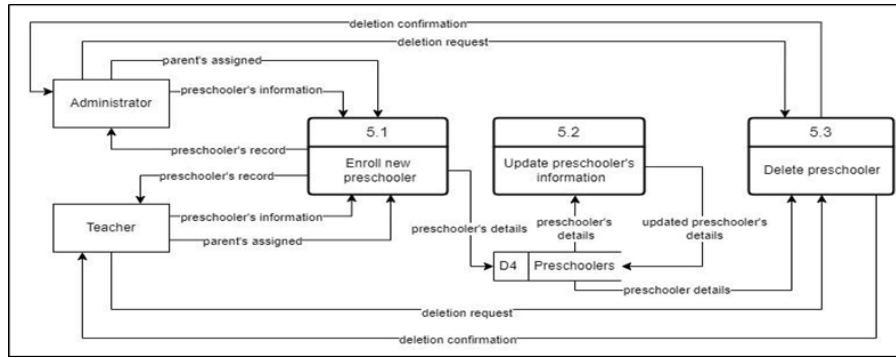 deletion confirmation
deletion request
parent's assigned
Administrator
preschooler's information
5.1
5.2
5.3
preschooler's record
Enroll new
preschooler
Update preschooler's
information
Delete preschooler
preschooler's record
Teacher
preschooler's information
parent's assigned
preschooler's details
preschooler's
details
updated preschooler's
details
D4
Preschoolers
preschooler details
deletion request
deletion confirmation